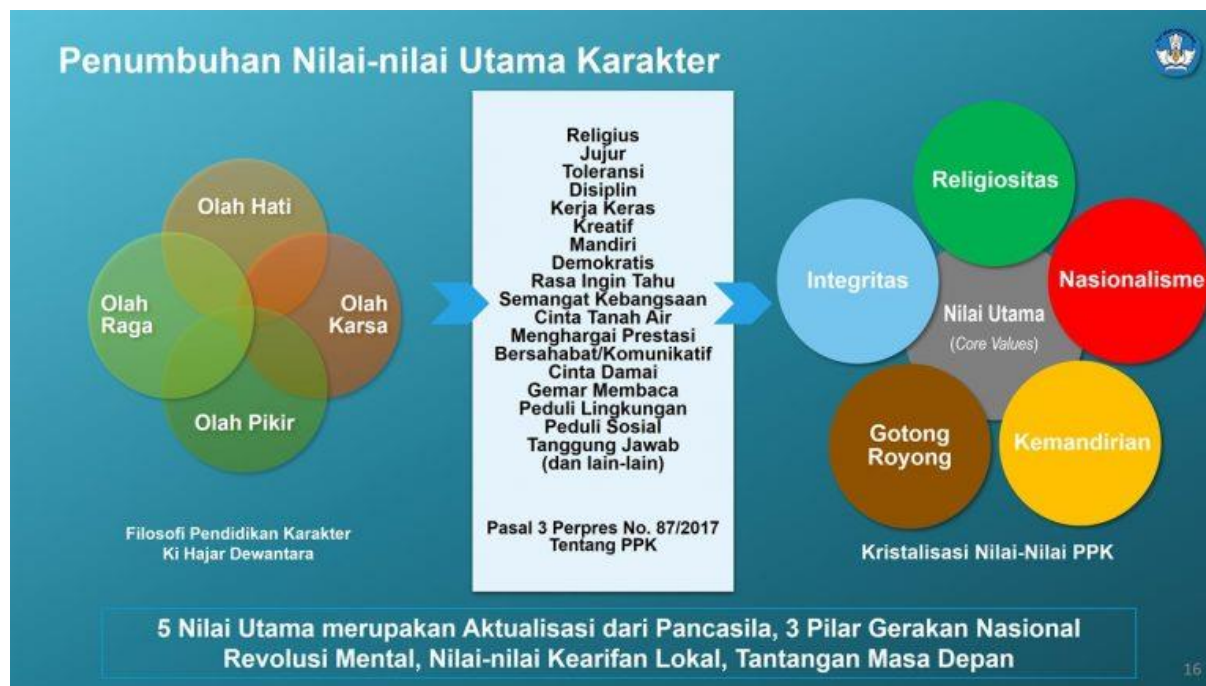 Penumbuhan Nilai-nilai Utama Karakter
Olah Hati
Olah
Raga
Olah
Karsa
Olah Pikir
Filosofi Pendidikan Karakter
Ki Hajar Dewantara
Religius
Jujur
Toleransi
Disiplin
Kerja Keras
Kreatif
Mandiri
Demokratis
Rasa Ingin Tahu
Semangat Kebangsaan
Cinta Tanah Air
Menghargai Prestasi
Bersahabat/Komunikatif
Cinta Damai
Gemar Membaca
Peduli Lingkungan
Peduli Sosial
Tanggung Jawab
(dan lain-lain)
Pasal 3 Perpres No. 87/2017
Tentang PPK
Religiositas
Integritas
Nasionalisme
Nilai Utama
(Core Values)
Gotong
Royong
Kemandirian
Kristalisasi Nilai-Nilai PPK
5 Nilai Utama merupakan Aktualisasi dari Pancasila, 3 Pilar Gerakan Nasional
Revolusi Mental, Nilai-nilai Kearifan Lokal, Tantangan Masa Depan
16